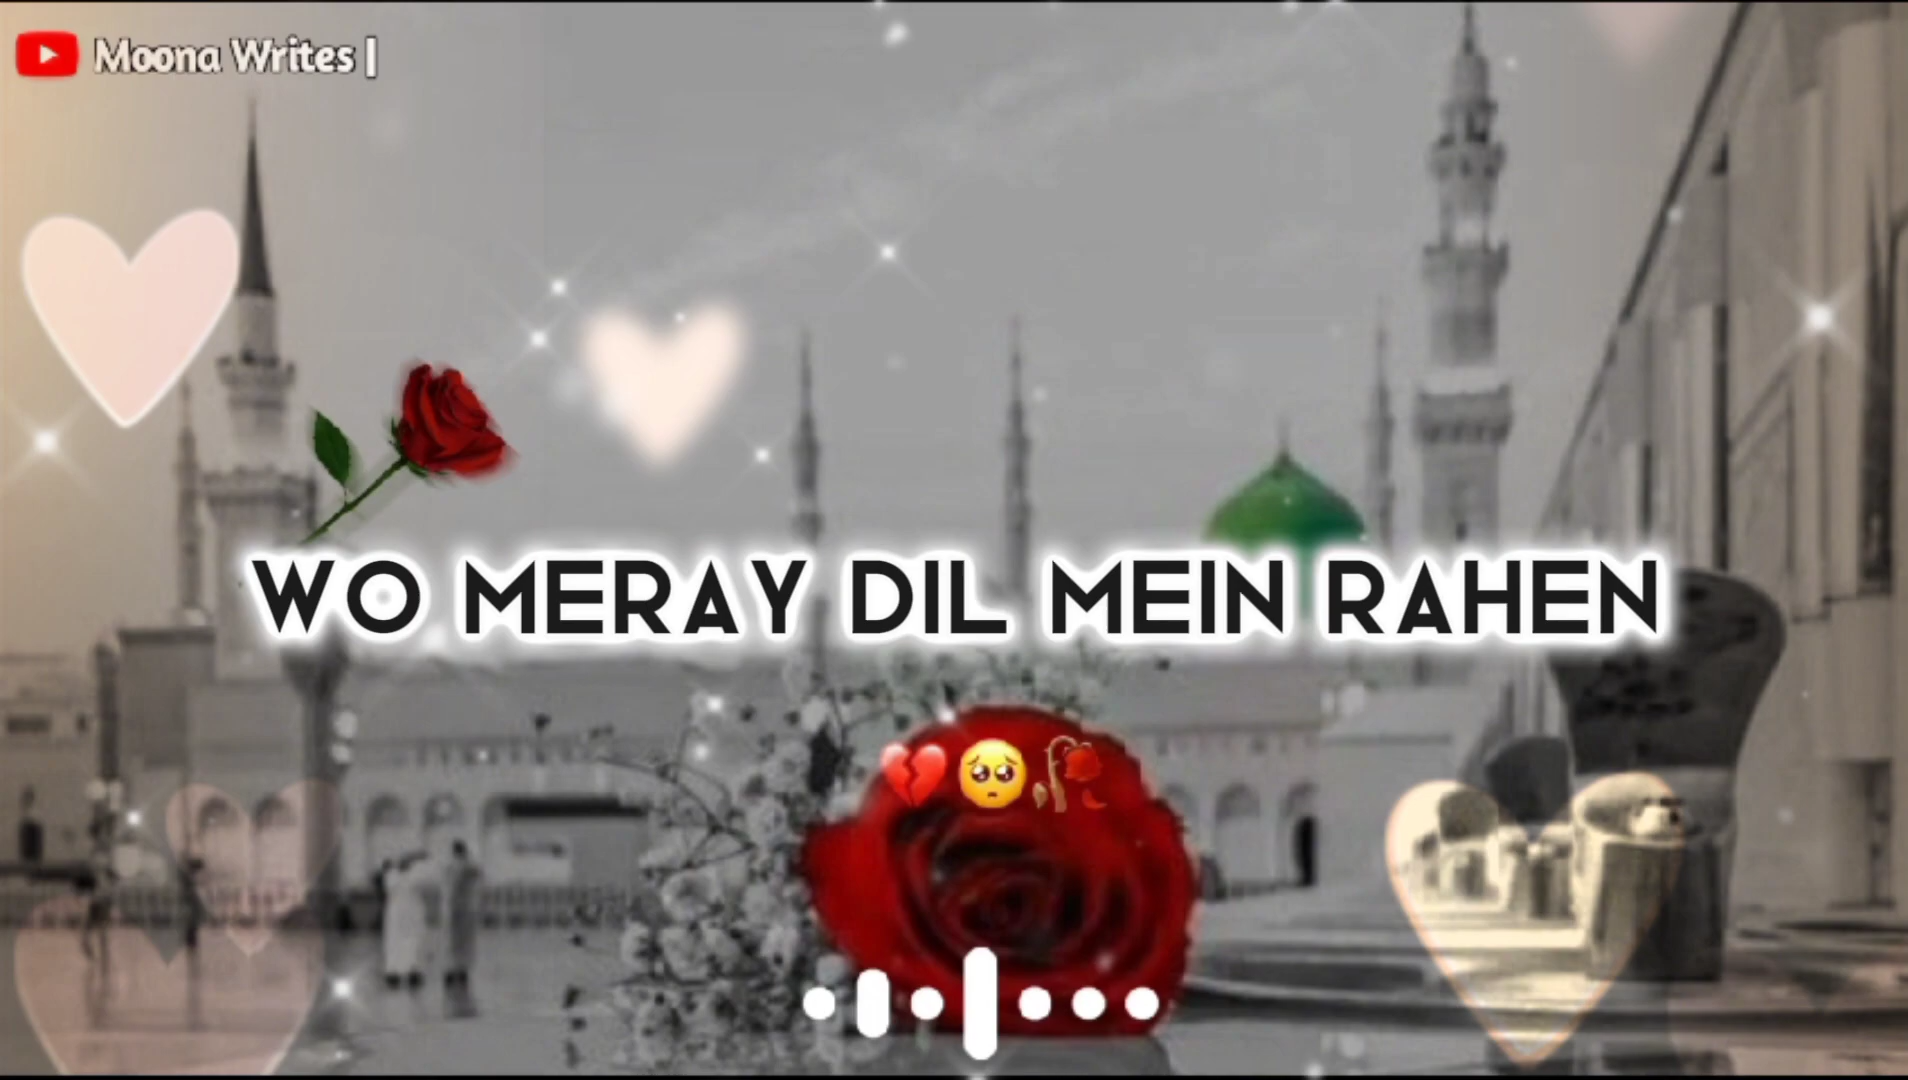 Moona Writes |
WO MERAY DIL MEIN RAHEN
💔🥺🥀